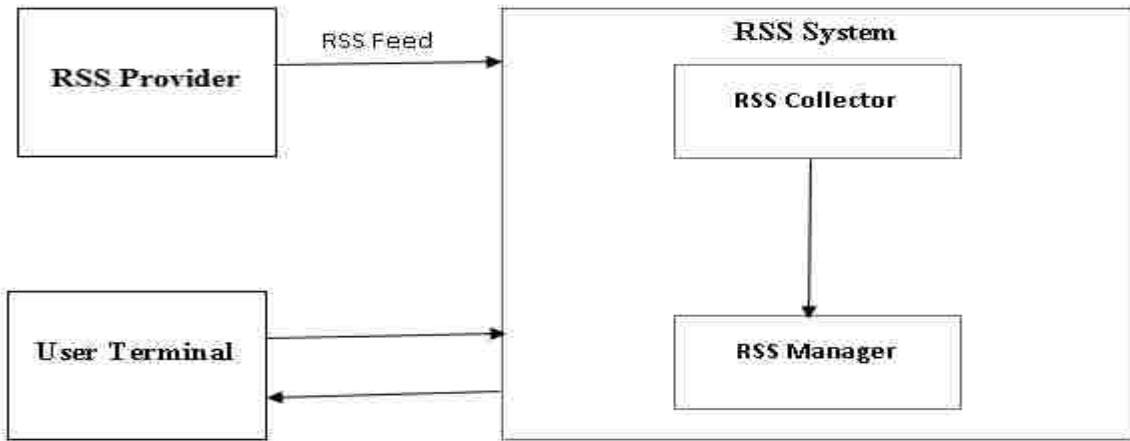 RSS Provider
RSS Feed
RSS System
RSS Collector
User Terminal
RSS Manager